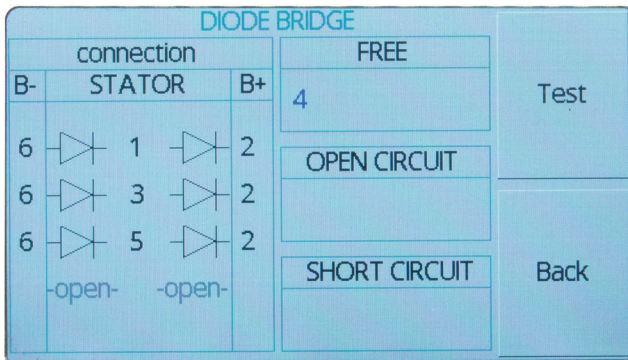 DIODE BRIDGE
connection
B- STATOR B+
6 1 2
6 3 2
6 5 2
-open- -open-
FREE
4
OPEN CIRCUIT
SHORT CIRCUIT
Test
Back